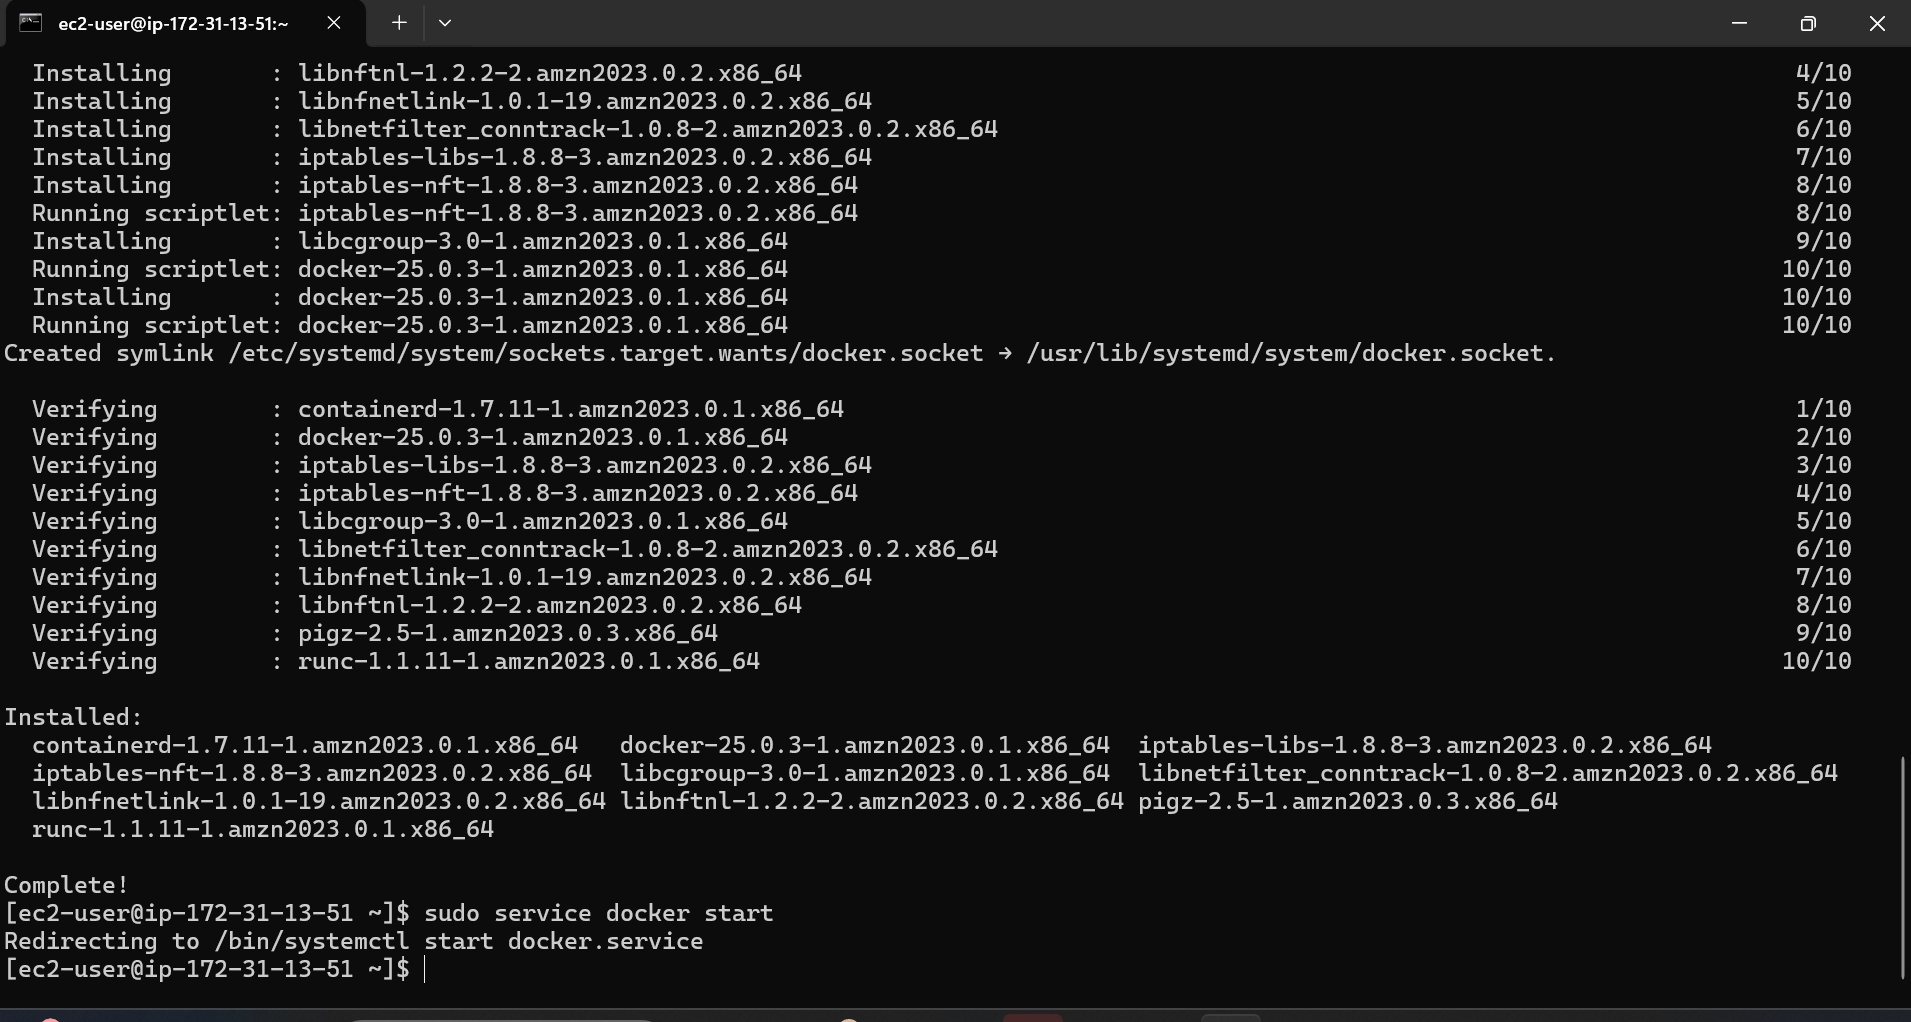 ec2-user@ip-172-31-13-51:~
Installing : libnftnl-1.2.2-2.amzn2023.0.2.x86_64 4/10
Installing : libnfnetlink-1.0.1-19.amzn2023.0.2.x86_64 5/10
Installing : libnetfilter_conntrack-1.0.8-2.amzn2023.0.2.x86_64 6/10
Installing : iptables-libs-1.8.8-3.amzn2023.0.2.x86_64 7/10
Installing : iptables-nft-1.8.8-3.amzn2023.0.2.x86_64 8/10
Running scriptlet: iptables-nft-1.8.8-3.amzn2023.0.2.x86_64 8/10
Installing : libcgroup-3.0-1.amzn2023.0.1.x86_64 9/10
Running scriptlet: docker-25.0.3-1.amzn2023.0.1.x86_64 10/10
Installing : docker-25.0.3-1.amzn2023.0.1.x86_64 10/10
Running scriptlet: docker-25.0.3-1.amzn2023.0.1.x86_64 10/10
Created symlink /etc/systemd/system/sockets.target.wants/docker.socket → /usr/lib/systemd/system/docker.socket.
Verifying : containerd-1.7.11-1.amzn2023.0.1.x86_64 1/10
Verifying : docker-25.0.3-1.amzn2023.0.1.x86_64 2/10
Verifying : iptables-libs-1.8.8-3.amzn2023.0.2.x86_64 3/10
Verifying : iptables-nft-1.8.8-3.amzn2023.0.2.x86_64 4/10
Verifying : libcgroup-3.0-1.amzn2023.0.1.x86_64 5/10
Verifying : libnetfilter_conntrack-1.0.8-2.amzn2023.0.2.x86_64 6/10
Verifying : libnfnetlink-1.0.1-19.amzn2023.0.2.x86_64 7/10
Verifying : libnftnl-1.2.2-2.amzn2023.0.2.x86_64 8/10
Verifying : pigz-2.5-1.amzn2023.0.3.x86_64 9/10
Verifying : runc-1.1.11-1.amzn2023.0.1.x86_64 10/10
Installed:
containerd-1.7.11-1.amzn2023.0.1.x86_64 docker-25.0.3-1.amzn2023.0.1.x86_64 iptables-libs-1.8.8-3.amzn2023.0.2.x86_64
iptables-nft-1.8.8-3.amzn2023.0.2.x86_64 libcgroup-3.0-1.amzn2023.0.1.x86_64 libnetfilter_conntrack-1.0.8-2.amzn2023.0.2.x86_64
libnfnetlink-1.0.1-19.amzn2023.0.2.x86_64 libnftnl-1.2.2-2.amzn2023.0.2.x86_64 pigz-2.5-1.amzn2023.0.3.x86_64
runc-1.1.11-1.amzn2023.0.1.x86_64
Complete!
[ec2-user@ip-172-31-13-51 ~]$ sudo service docker start
Redirecting to /bin/systemctl start docker.service
[ec2-user@ip-172-31-13-51 ~]$